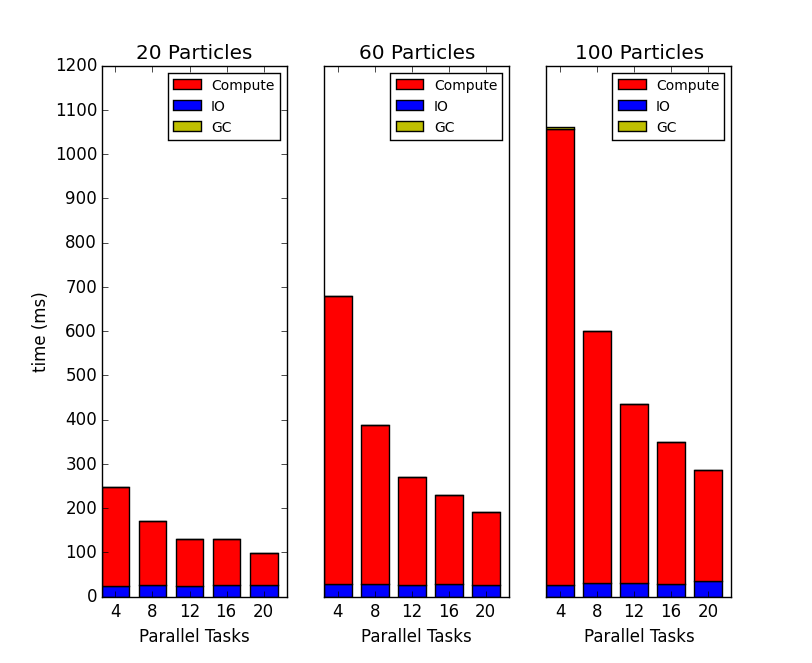 20 Particles
60 Particles
100 Particles
time (ms)
1200
1100
1000
900
800
700
600
500
400
300
200
100
0
Compute
IO
GC
4 8 12 16 20
Parallel Tasks
Compute
IO
GC
4 8 12 16 20
Parallel Tasks
Compute
IO
GC
4 8 12 16 20
Parallel Tasks